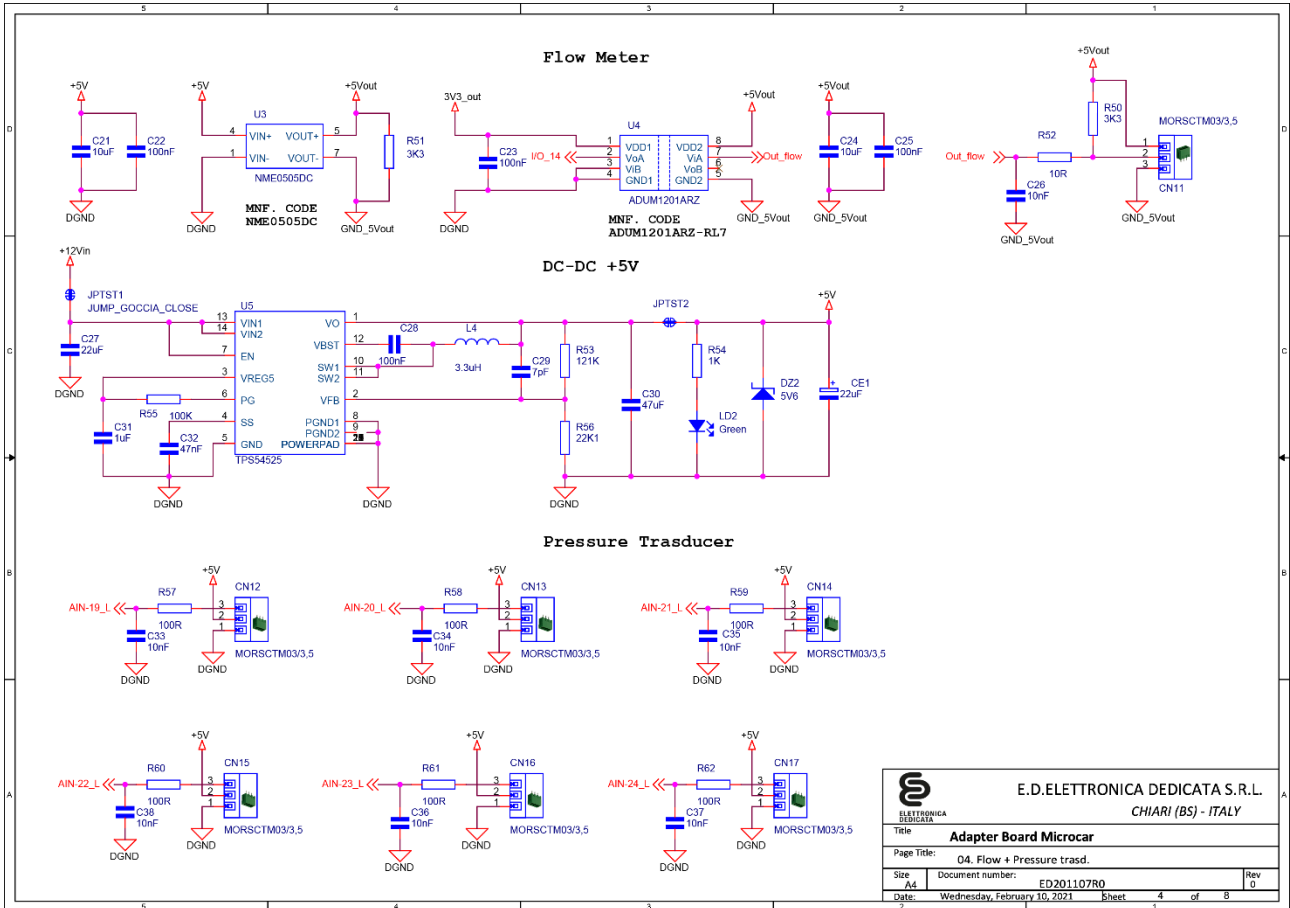 5 4 3 2 1
Flow Meter
+5V
C21
10uF
C22
100nF
DGND
+5V
U3
4 VIN+ VOUT+ 5
1 VIN- VOUT- 7
NME0505DC
MNF. CODE
NME0505DC
DGND
+5Vout
R51
3K3
GND_5Vout
3V3_out
C23
100nF
DGND
I/O_14
U4
1 VDD1 VDD2 8
2 VoA ViA 7
3 ViB VoB 6
4 GND1 GND2 5
ADUM1201ARZ
MNF. CODE
ADUM1201ARZ-RL7
+5Vout
Out_flow
GND_5Vout
+5Vout
C24
10uF
C25
100nF
GND_5Vout
+5Vout
R50
3K3
MORSCTM03/3,5
Out_flow
R52
10R
1
2
3
CN11
C26
10nF
GND_5Vout
GND_5Vout
D D
DC-DC +5V
+12Vin
JPTST1
JUMP_GOCCIA_CLOSE
C27
22uF
DGND
U5
13 VIN1 VO 1
14 VIN2
VBST 12
7 EN
SW1 10
SW2 11
3 VREG5
6 PG VFB 2
4 SS PGND1 8
PGND2 9
5 GND POWERPAD
TPS54525
R55 100K
C31
1uF
C32
47nF
DGND
DGND
C28
100nF
L4
3.3uH
C29
7pF
R53
121K
R56
22K1
DGND
C30
47uF
JPTST2
R54
1K
LD2
Green
DZ2
5V6
+5V
+
CE1
22uF
C C
Pressure Trasducer
B B
+5V
AIN-19_L
R57
100R
C33
10nF
DGND
CN12
3
2
1
DGND
MORSCTM03/3,5
+5V
AIN-20_L
R58
100R
C34
10nF
DGND
CN13
3
2
1
DGND
MORSCTM03/3,5
+5V
AIN-21_L
R59
100R
C35
10nF
DGND
CN14
3
2
1
DGND
MORSCTM03/3,5
+5V
AIN-22_L
R60
100R
C38
10nF
DGND
CN15
3
2
1
DGND
MORSCTM03/3,5
+5V
AIN-23_L
R61
100R
C36
10nF
DGND
CN16
3
2
1
DGND
MORSCTM03/3,5
+5V
AIN-24_L
R62
100R
C37
10nF
DGND
CN17
3
2
1
DGND
MORSCTM03/3,5
A A
ELETTRONICA
DEDICATA
E.D.ELETTRONICA DEDICATA S.R.L.
CHIARI (BS) - ITALY
Title
Adapter Board Microcar
Page Title:
04. Flow + Pressure trasd.
Size
A4
Document number:
ED201107R0
Rev
0
Date: Wednesday, February 10, 2021 Sheet 4 of 8
5 4 3 2 1